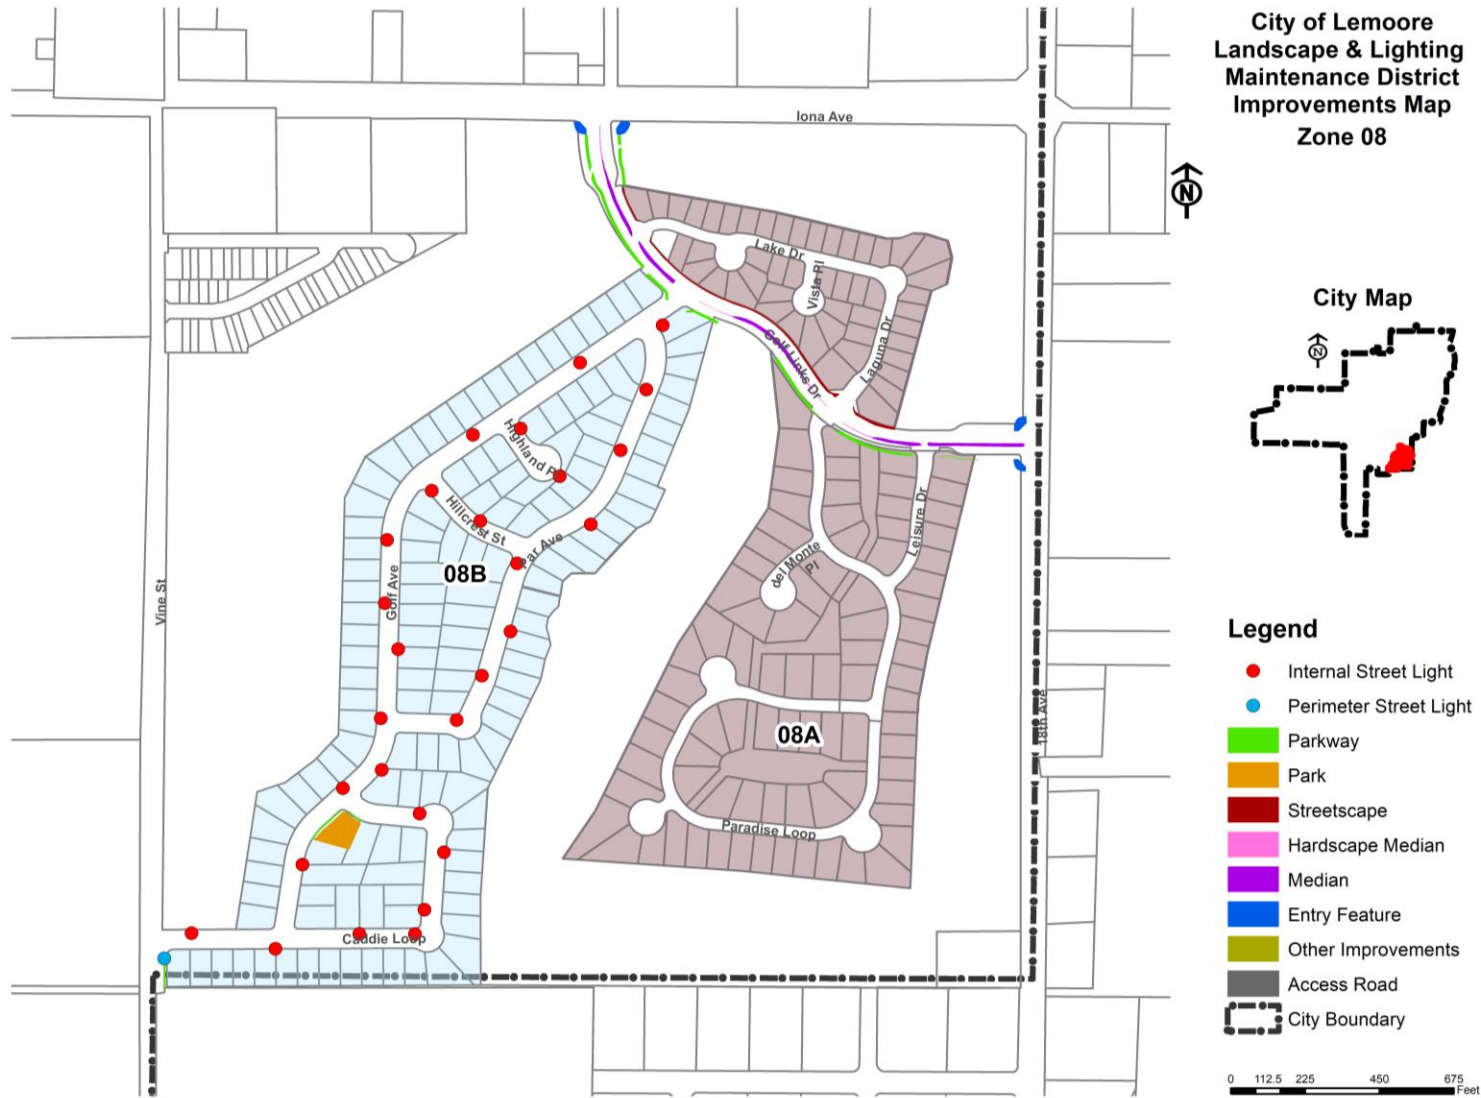 City of Lemoore
Landscape & Lighting
Maintenance District
Improvements Map
Zone 08
Iona Ave
N
Lake Dr
Vista Pl
City Map
N
Golf Links Dr
Laguna Dr
Highland Pl
Hillcrest St
Par Ave
Leisure Dr
del Monte
Pl
08B
Golf Ave
Vine St
Legend
Internal Street Light
Perimeter Street Light
18th Ave
08A
Parkway
Park
Streetscape
Paradise Loop
Hardscape Median
Median
Entry Feature
Caddie Loop
Other Improvements
Access Road
City Boundary
0 112.5 225 450 675
Feet